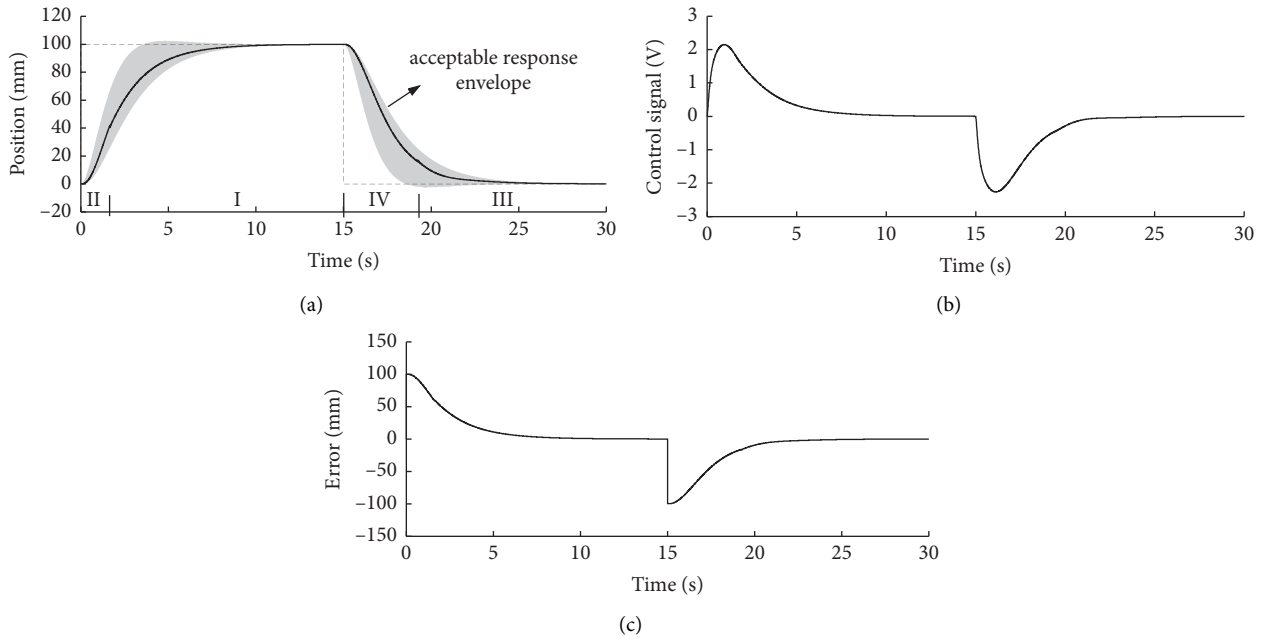 (a)
Position (mm)
120
100
80
60
40
20
0
–20
acceptable response
envelope
II
I
IV
III
0
5
10
15
20
25
30
Time (s)
(a)
(b)
Control signal (V)
3
2
1
0
–1
–2
–3
0
5
10
15
20
25
30
Time (s)
(b)
Error (mm)
150
100
50
0
–50
–100
–150
0
5
10
15
20
25
30
Time (s)
(c)